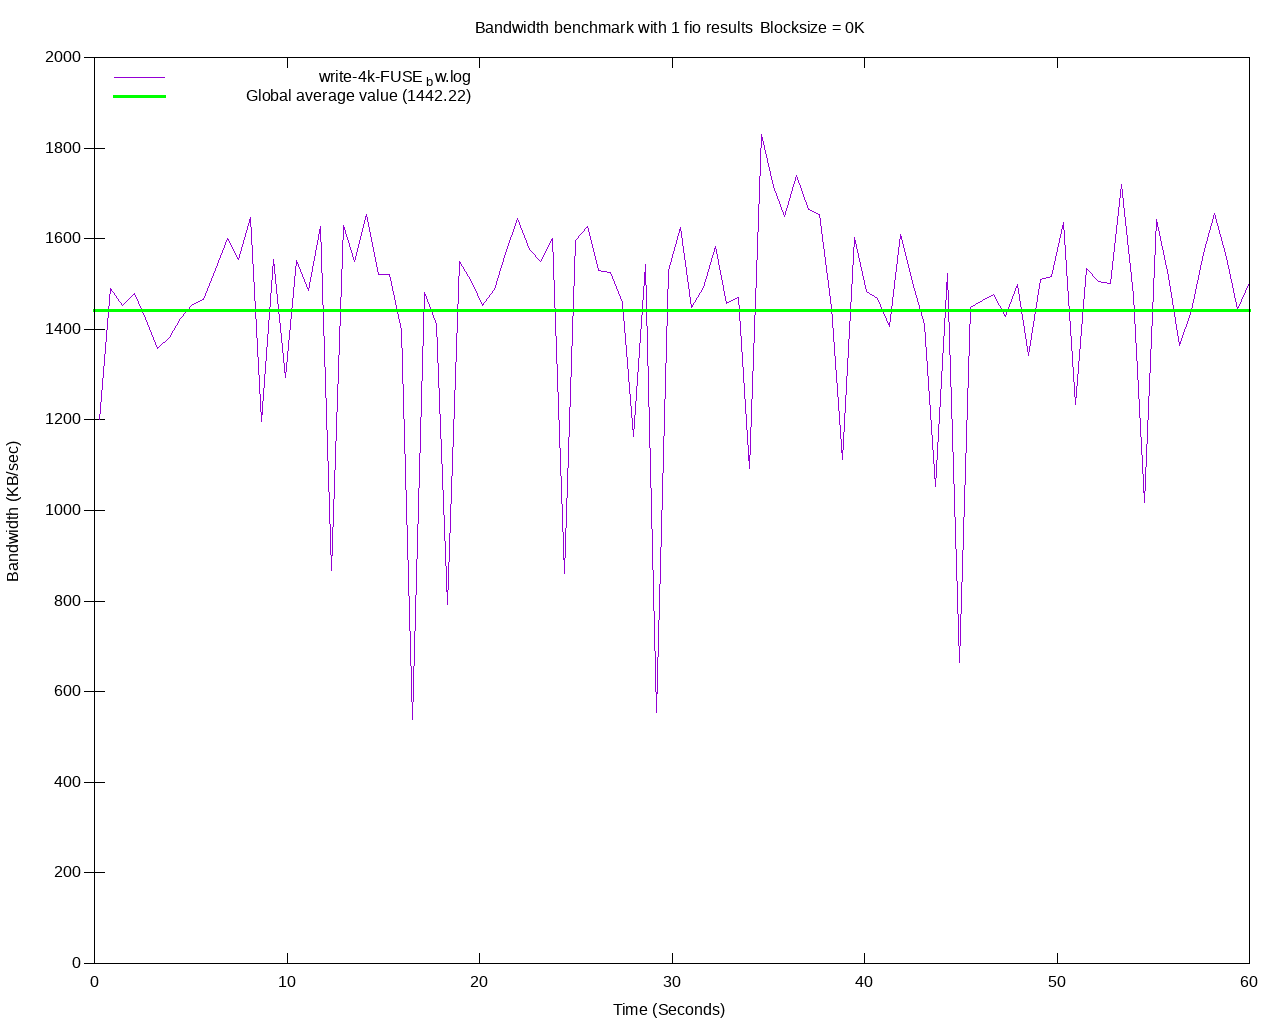 Bandwidth benchmark with 1 fio results Blocksize = 0K
2000
write-4k-FUSEbw.log
Global average value (1442.22)
1800
1600
1400
1200
1000
800
600
400
200
0
Bandwidth (KB/sec)
0 10 20 30 40 50 60
Time (Seconds)